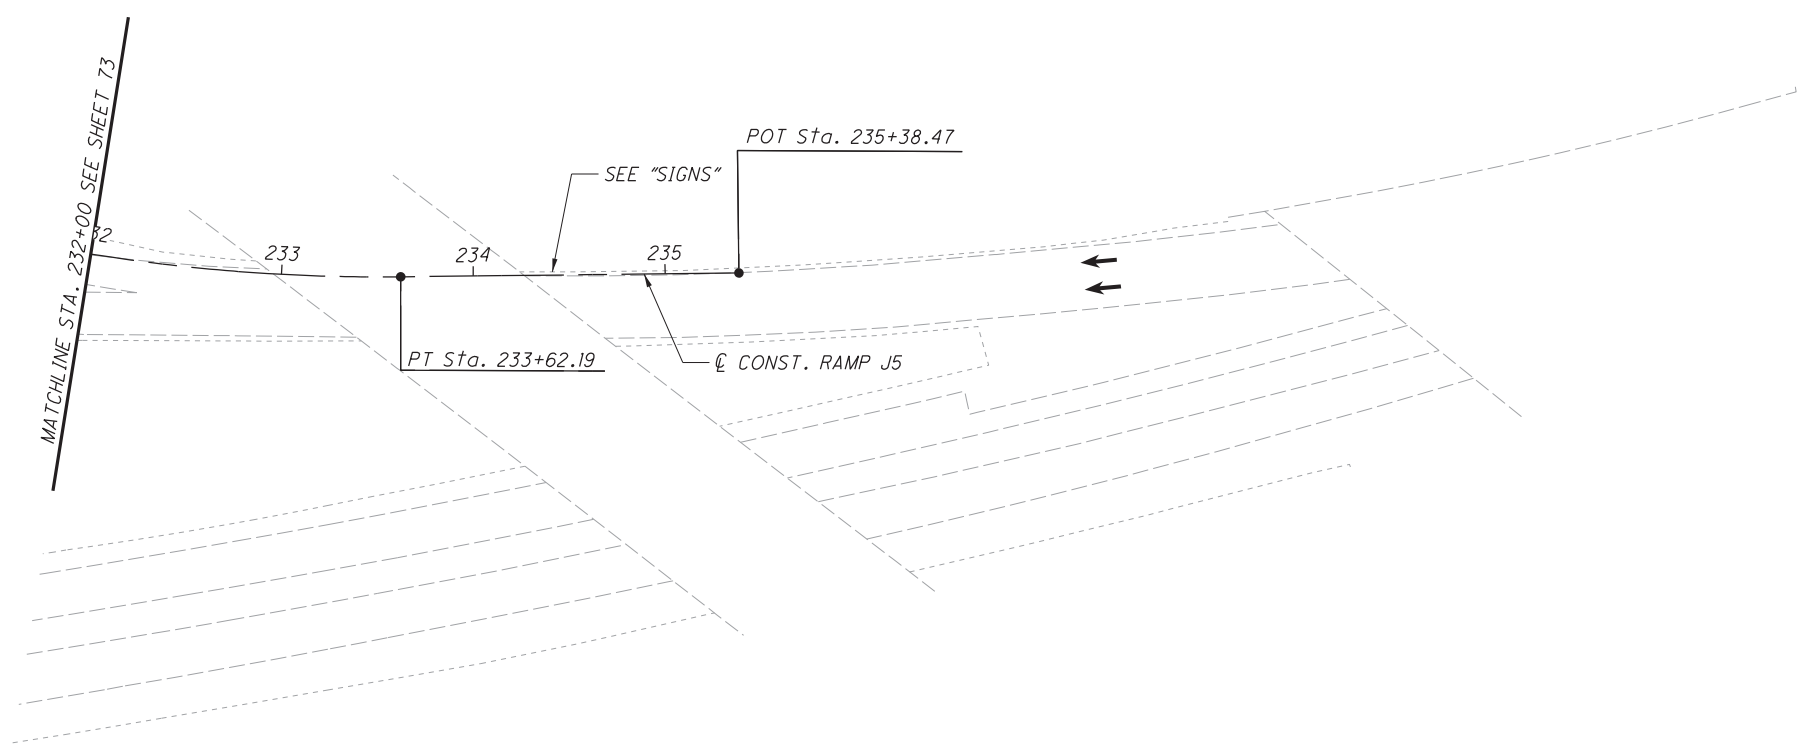 MATCHLINE STA. 232+00 SEE SHEET 73
POT Sta. 235+38.47
SEE "SIGNS"
32
233
234
235
PT Sta. 233+62.19
℄ CONST. RAMP J5